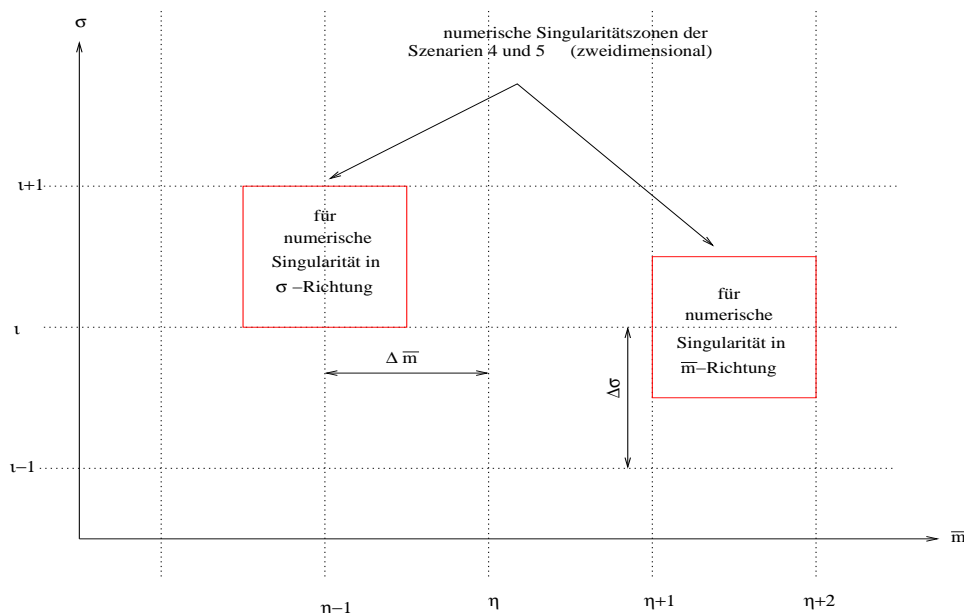 σ
numerische Singularitätszonen der
Szenarien 4 und 5 (zweidimensional)
ι+1
für
numerische
Singularität in
σ −Richtung
für
numerische
Singularität in
m̅−Richtung
ι
Δ m̅
Δσ
ι−1
m̅
η−1
η
η+1
η+2